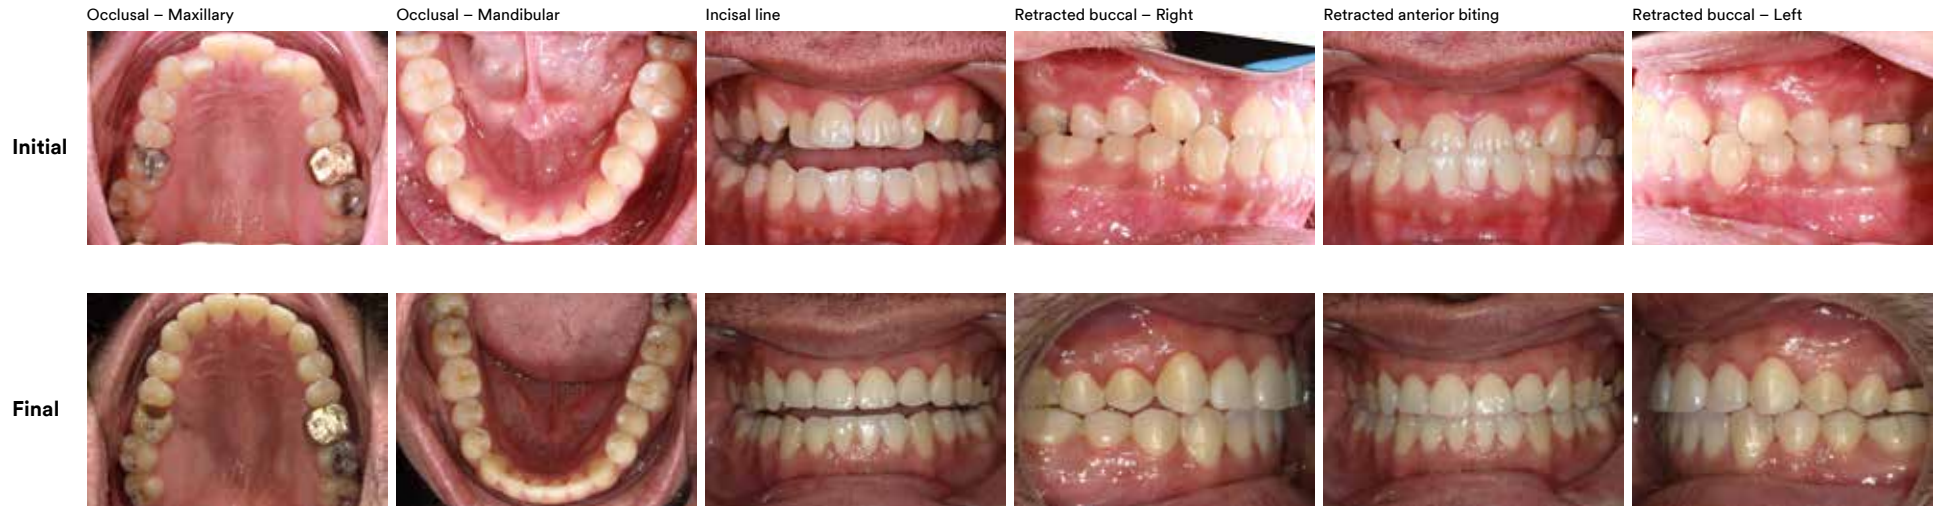 Occlusal – Maxillary
Occlusal – Mandibular
Incisal line
Retracted buccal – Right
Retracted anterior biting
Retracted buccal – Left
Initial
Final